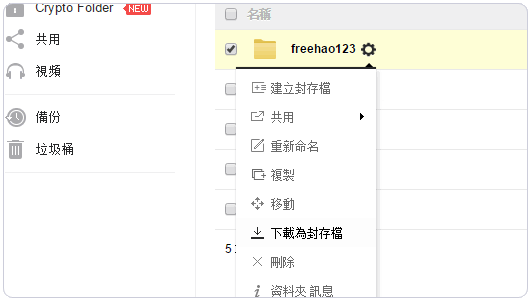 Crypto Folder NEW
共用
視頻
備份
垃圾桶
名稱
freehao123
建立封存檔
共用
重新命名
複製
移動
下載為封存檔
刪除
資料夾 訊息
5